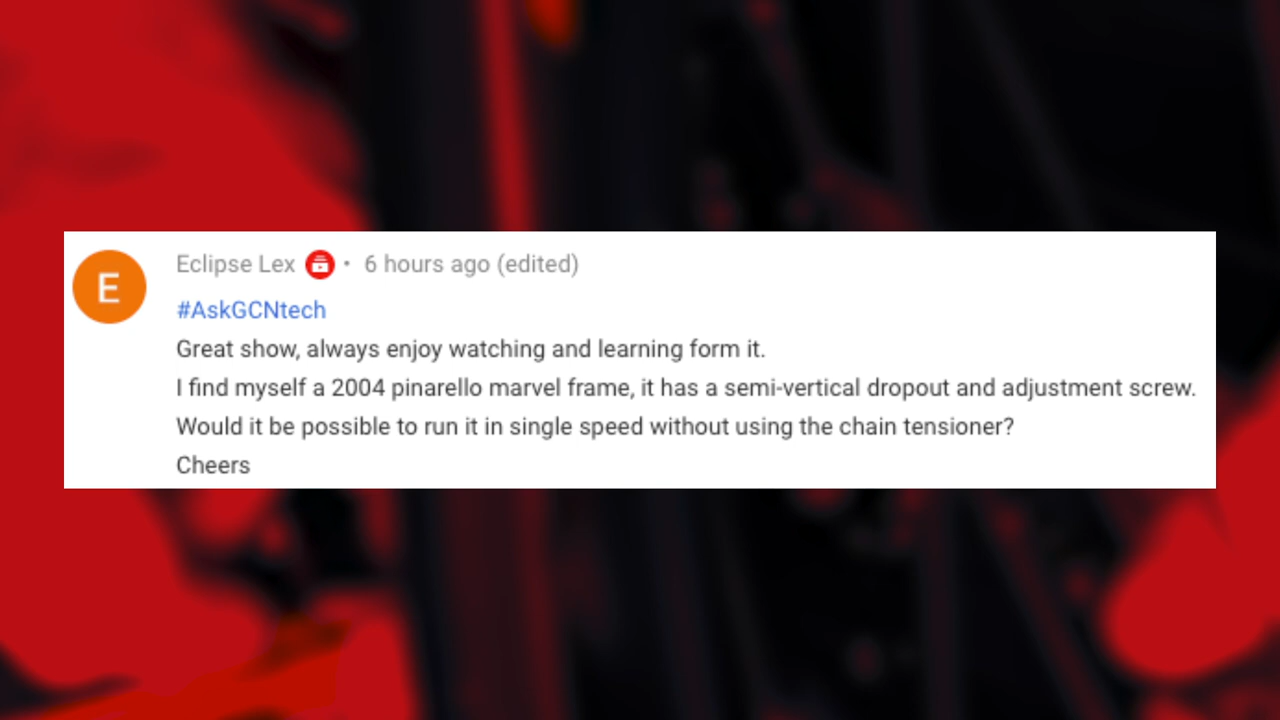 E
Eclipse Lex • 6 hours ago (edited)
#AskGCNtech
Great show, always enjoy watching and learning form it.
I find myself a 2004 pinarello marvel frame, it has a semi-vertical dropout and adjustment screw.
Would it be possible to run it in single speed without using the chain tensioner?
Cheers